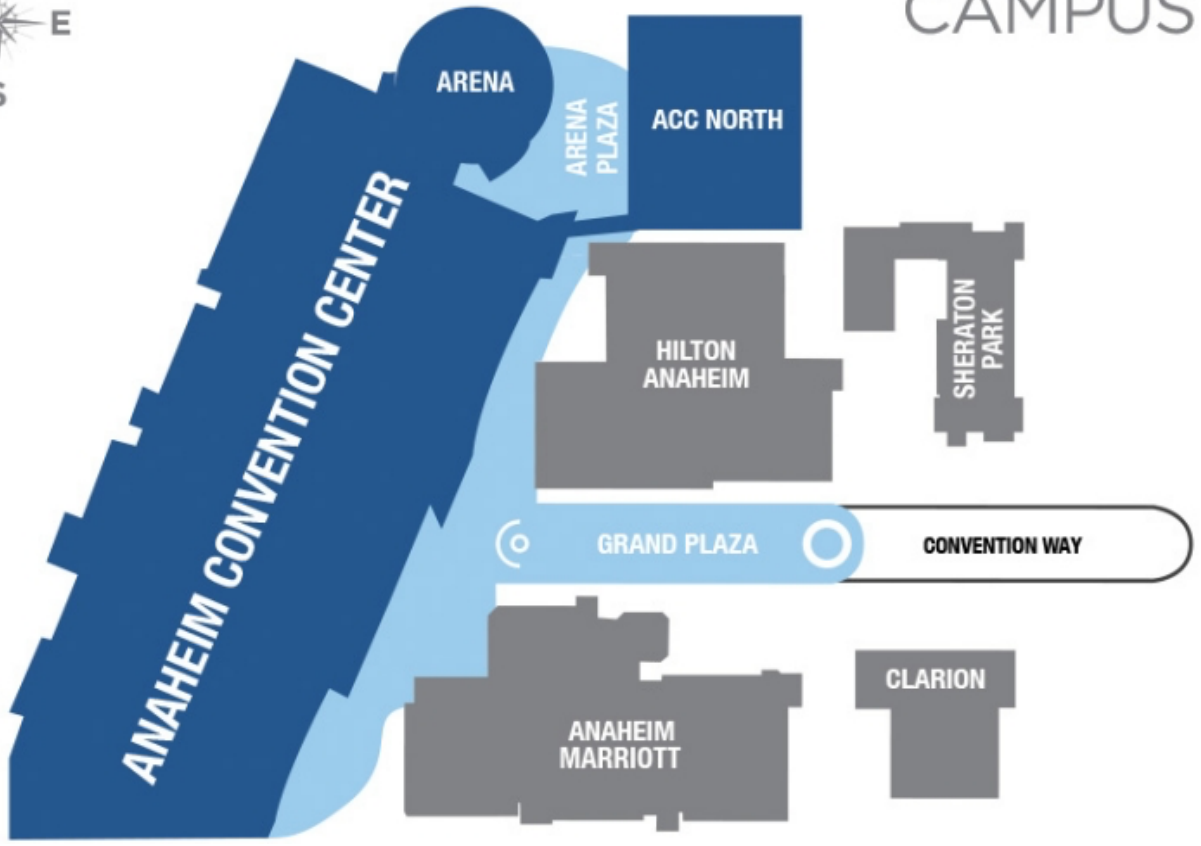 E
CAMPUS
S
ARENA
ARENA
PLAZA
ACC NORTH
ANAHEIM CONVENTION CENTER
HILTON
ANAHEIM
SHERATON
PARK
GRAND PLAZA
CONVENTION WAY
CLARION
ANAHEIM
MARRIOTT